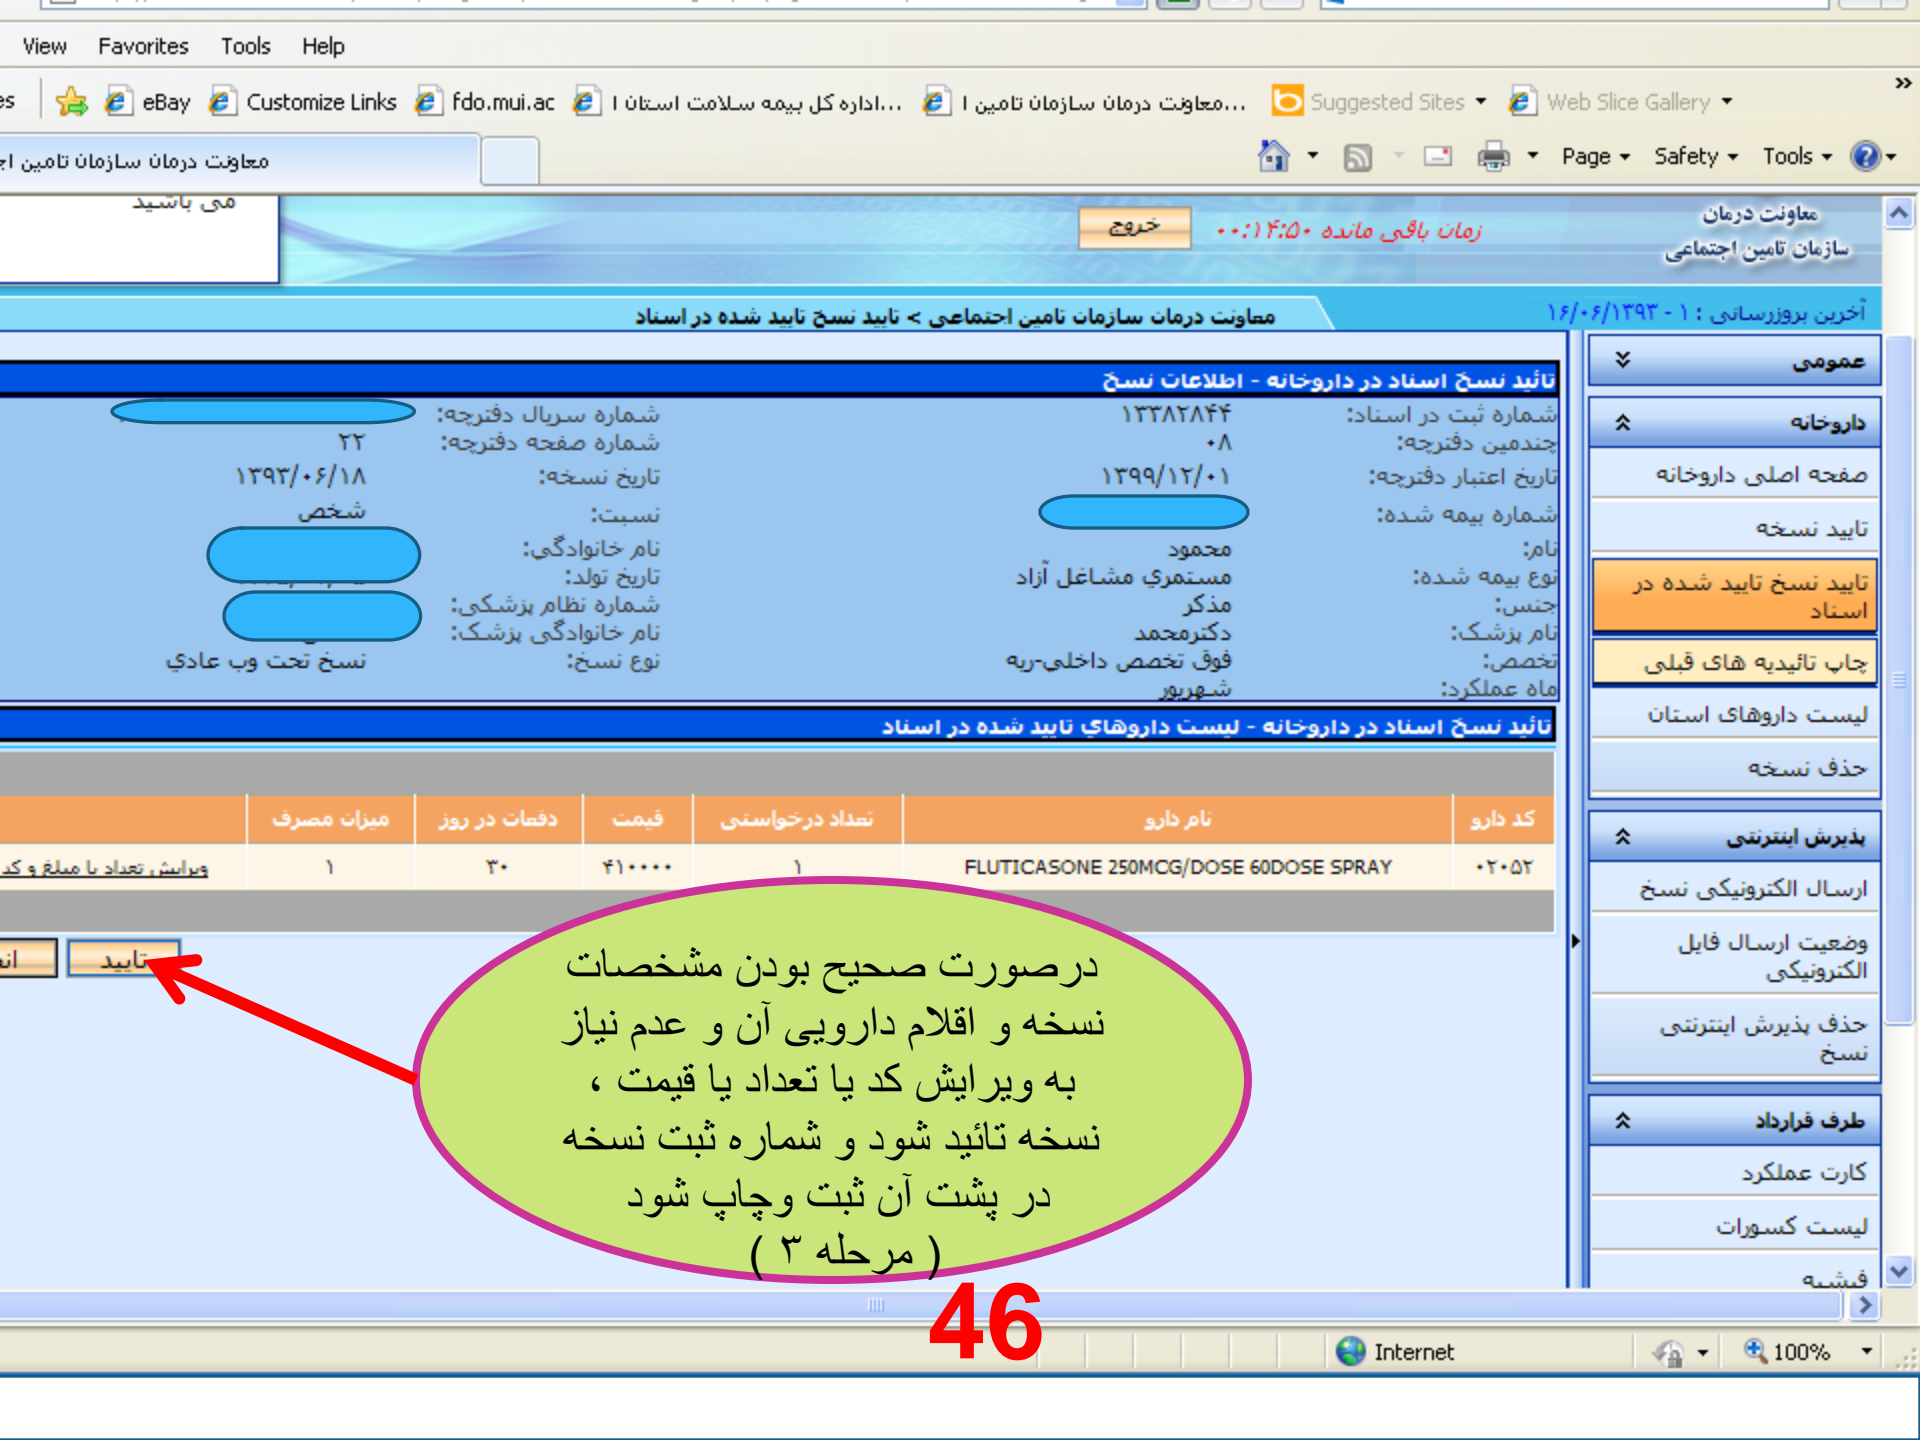 View Favorites Tools Help
es eBay Customize Links fdo.mui.ac اداره کل بیمه سلامت استان ا... معاونت درمان سازمان تامین ا... Suggested Sites Web Slice Gallery »
معاونت درمان سازمان تامین اج
Page Safety Tools
می باشید
خروج
زمان باقی مانده ۰۰:۱۴:۵۰
معاونت درمان
سازمان تامین اجتماعی
آخرین بروزرسانی : ۱ - ۱۶/۰۶/۱۳۹۳
معاونت درمان سازمان تامین اجتماعی > تایید نسخ تایید شده در اسناد
عمومی
داروخانه
صفحه اصلی داروخانه
تایید نسخه
تایید نسخ تایید شده در
اسناد
چاپ تائیدیه های قبلی
لیست داروهای استان
حذف نسخه
پذیرش اینترنتی
ارسال الکترونیکی نسخ
وضعیت ارسال فایل
الکترونیکی
حذف پذیرش اینترنتی
نسخ
طرف قرارداد
کارت عملکرد
لیست کسورات
فیشیه
تائید نسخ اسناد در داروخانه - اطلاعات نسخ
شماره ثبت در اسناد: ۱۳۳۸۲۸۴۴ شماره سریال دفترچه:
چندمین دفترچه: ۰۸ شماره صفحه دفترچه: ۲۲
تاریخ اعتبار دفترچه: ۱۳۹۹/۱۲/۰۱ تاریخ نسخه: ۱۳۹۳/۰۶/۱۸
شماره بیمه شده: نسبت: شخص
نام: محمود نام خانوادگی:
نوع بیمه شده: مستمري مشاغل آزاد تاریخ تولد:
جنس: مذکر شماره نظام پزشکی:
نام پزشک: دکترمحمد نام خانوادگی پزشک:
تخصص: فوق تخصص داخلی-ریه نوع نسخ: نسخ تحت وب عادي
ماه عملکرد: شهریور
تائید نسخ اسناد در داروخانه - لیست داروهاي تایید شده در اسناد
کد دارو نام دارو تعداد درخواستی قیمت دفعات در روز میزان مصرف
۰۲۰۵۲ FLUTICASONE 250MCG/DOSE 60DOSE SPRAY ۱ ۴۱۰۰۰۰ ۳۰ ۱ ویرایش تعداد یا مبلغ و کد
تایید
درصورت صحیح بودن مشخصات
نسخه و اقلام دارویی آن و عدم نیاز
به ویرایش کد یا تعداد یا قیمت ،
نسخه تائید شود و شماره ثبت نسخه
در پشت آن ثبت وچاپ شود
( مرحله ۳ )
46
Internet 100%